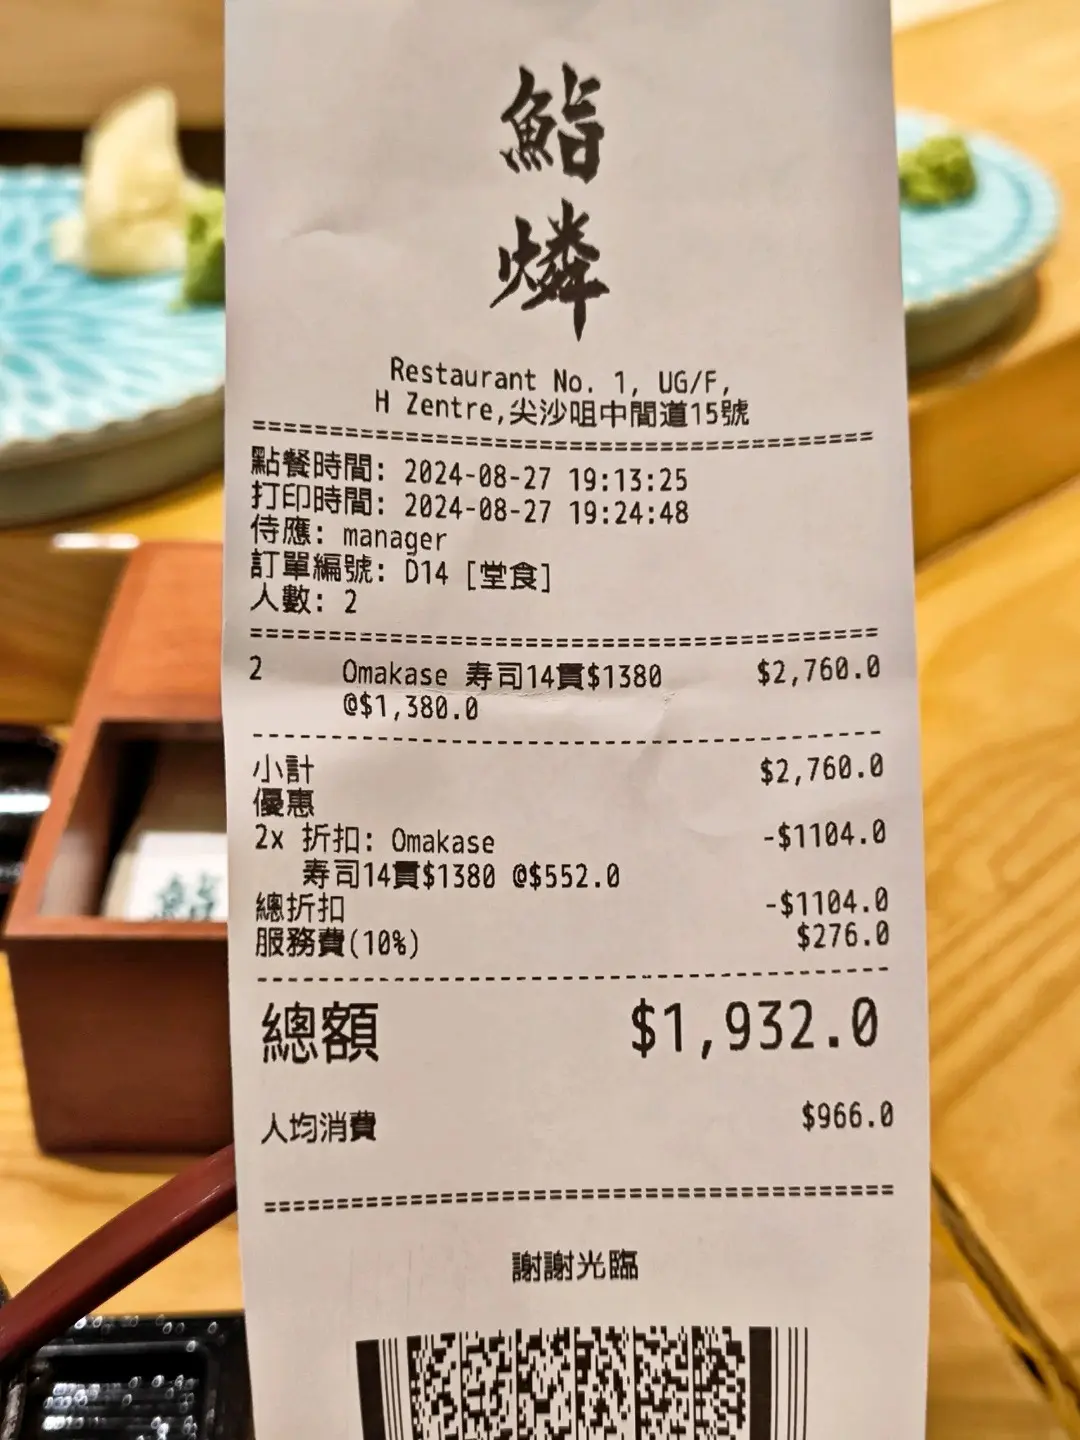 鮨
燐
Restaurant No. 1, UG/F,
H Zentre,尖沙咀中間道15號
點餐時間: 2024-08-27 19:13:25
打印時間: 2024-08-27 19:24:48
侍應: manager
訂單編號: D14 [堂食]
人數: 2
2 Omakase 寿司14貫$1380 $2,760.0
@$1,380.0
小計 $2,760.0
優惠
2x 折扣: Omakase -$1104.0
寿司14貫$1380 @$552.0
總折扣 -$1104.0
服務費(10%) $276.0
總額 $1,932.0
人均消費 $966.0
謝謝光臨
鮨